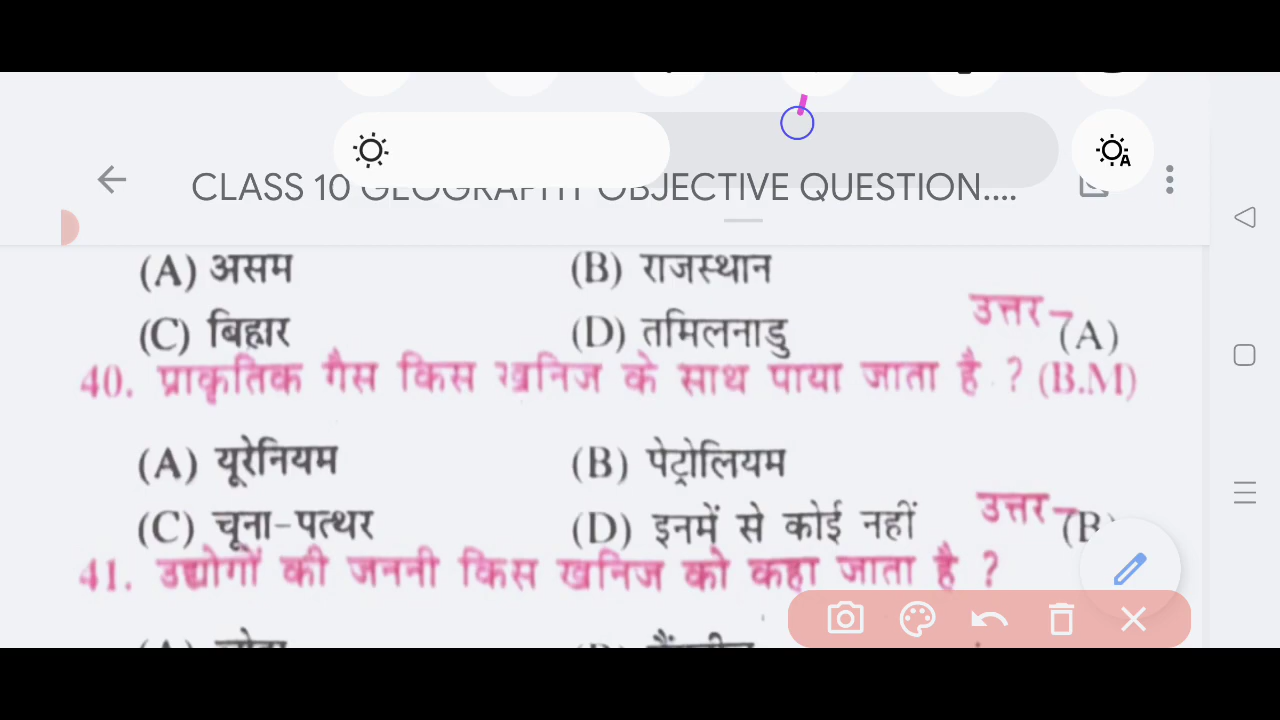 CLASS 10 GEOGRAPHY OBJECTIVE QUESTION....
(A) असम (B) राजस्थान
(C) बिहार (D) तमिलनाडु उत्तर - (A)
40. प्राकृतिक गैस किस खनिज के साथ पाया जाता है ? (B.M)
(A) यूरेनियम (B) पेट्रोलियम
(C) चूना-पत्थर (D) इनमें से कोई नहीं उत्तर - (B)
41. उद्योगों की जननी किस खनिज को कहा जाता है ?